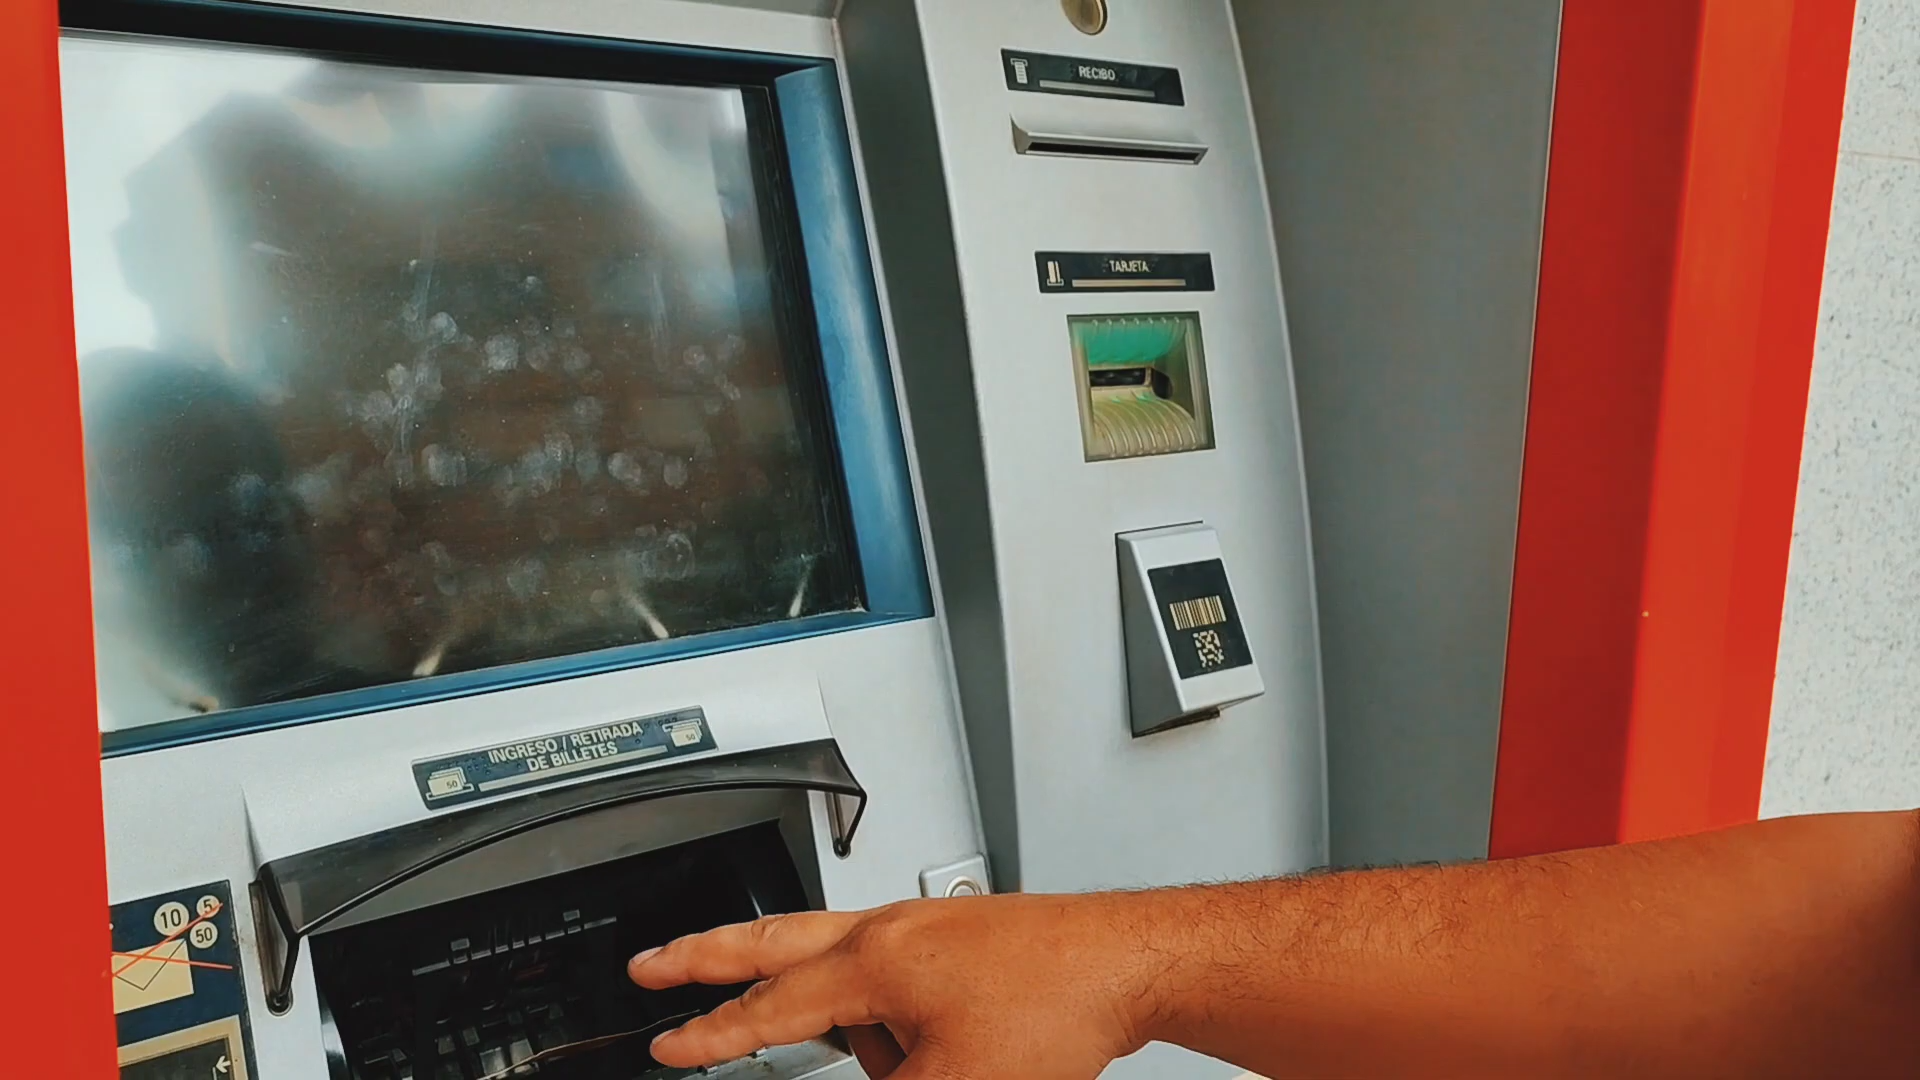 RECIBO
TARJETA
INGRESO / RETIRADA
DE BILLETES
50
50
10
5
50